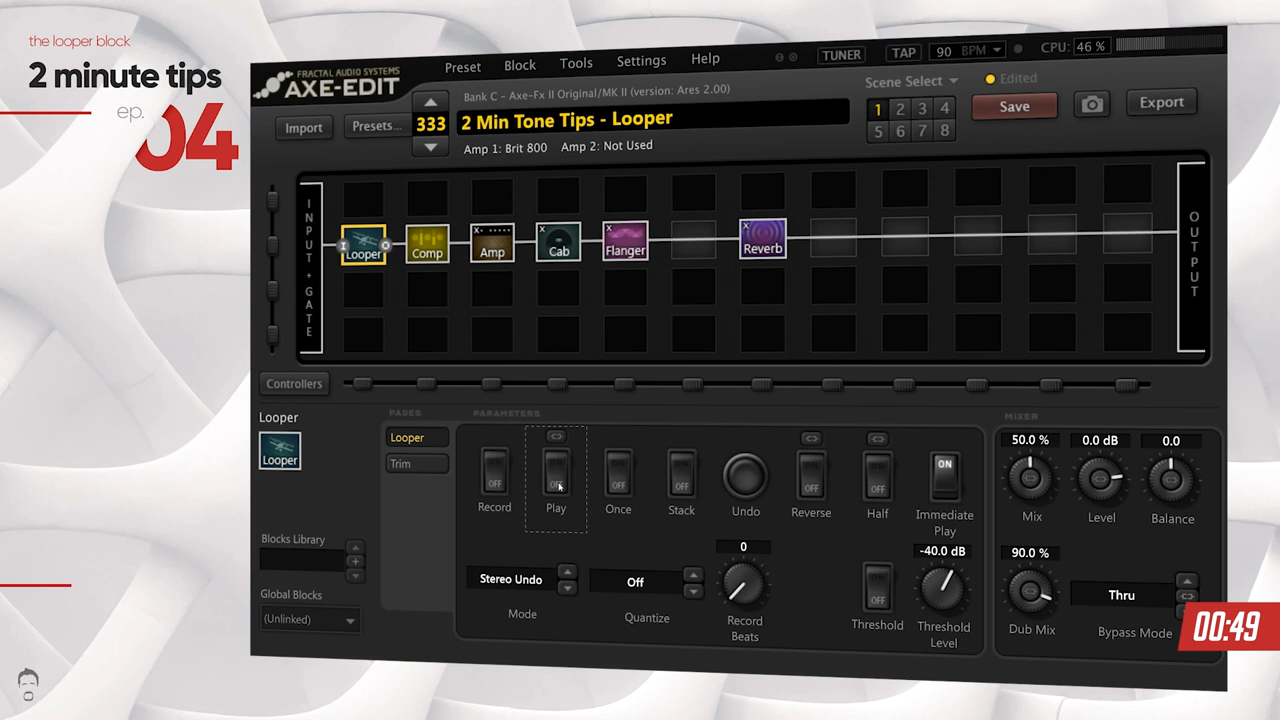 the looper block
2 minute tips
ep.
04
FRACTAL AUDIO SYSTEMS
AXE-EDIT
Preset
Block
Tools
Settings
Help
TUNER
TAP
90 BPM
CPU: 46 %
Import
Presets...
333
Bank C - Axe-Fx II Original/MK II (version: Ares 2.00)
2 Min Tone Tips - Looper
Amp 1: Brit 800 Amp 2: Not Used
Scene Select
1 2 3 4
5 6 7 8
Edited
Save
Export
INPUT + GATE
Looper
I
O
Comp
X
Amp
X
Cab
X
Flanger
X
Reverb
OUTPUT
Controllers
Looper
Looper
Blocks Library
Global Blocks
(Unlinked)
PAGES
Looper
Trim
PARAMETERS
OFF
Record
OFF
Play
OFF
Once
OFF
Stack
Undo
OFF
Reverse
OFF
Half
ON
Immediate
Play
Stereo Undo
Mode
Off
Quantize
0
Record
Beats
OFF
Threshold
-40.0 dB
Threshold
Level
MIXER
50.0 %
Mix
0.0 dB
Level
0.0
Balance
90.0 %
Dub Mix
Thru
Bypass Mode
00:49